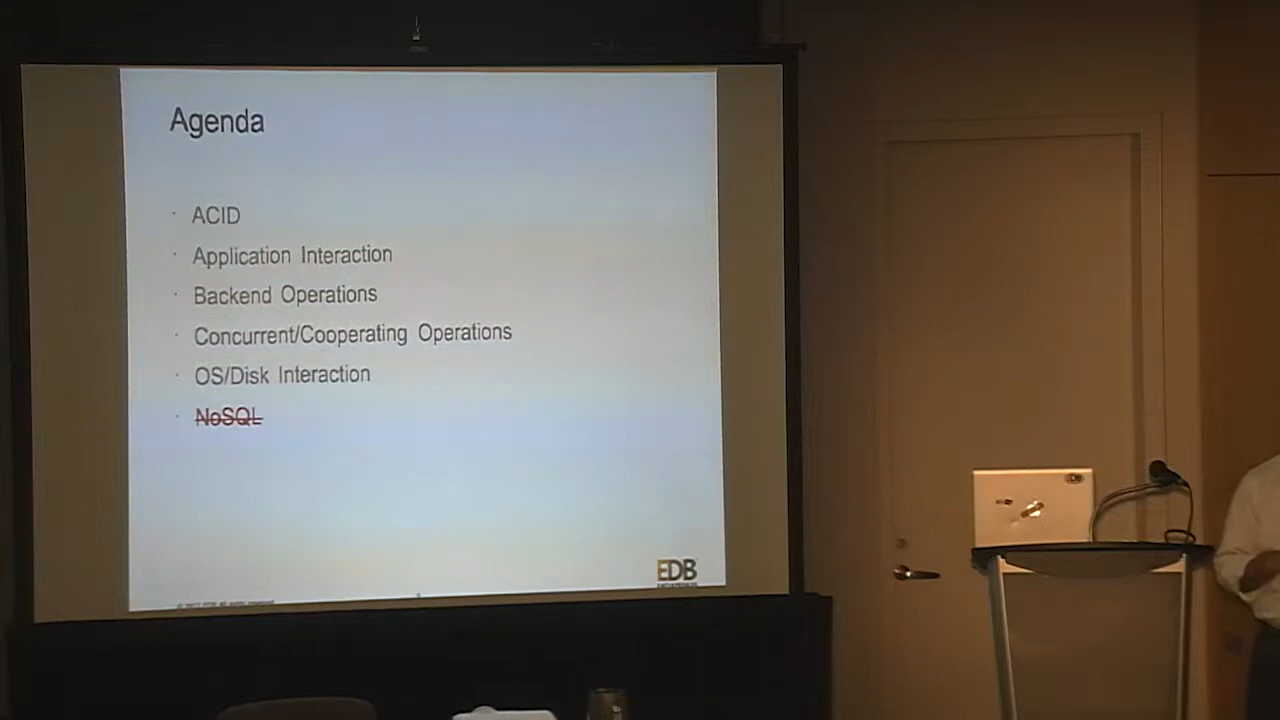 Agenda
· ACID
· Application Interaction
· Backend Operations
· Concurrent/Cooperating Operations
· OS/Disk Interaction
· NoSQL
EDB